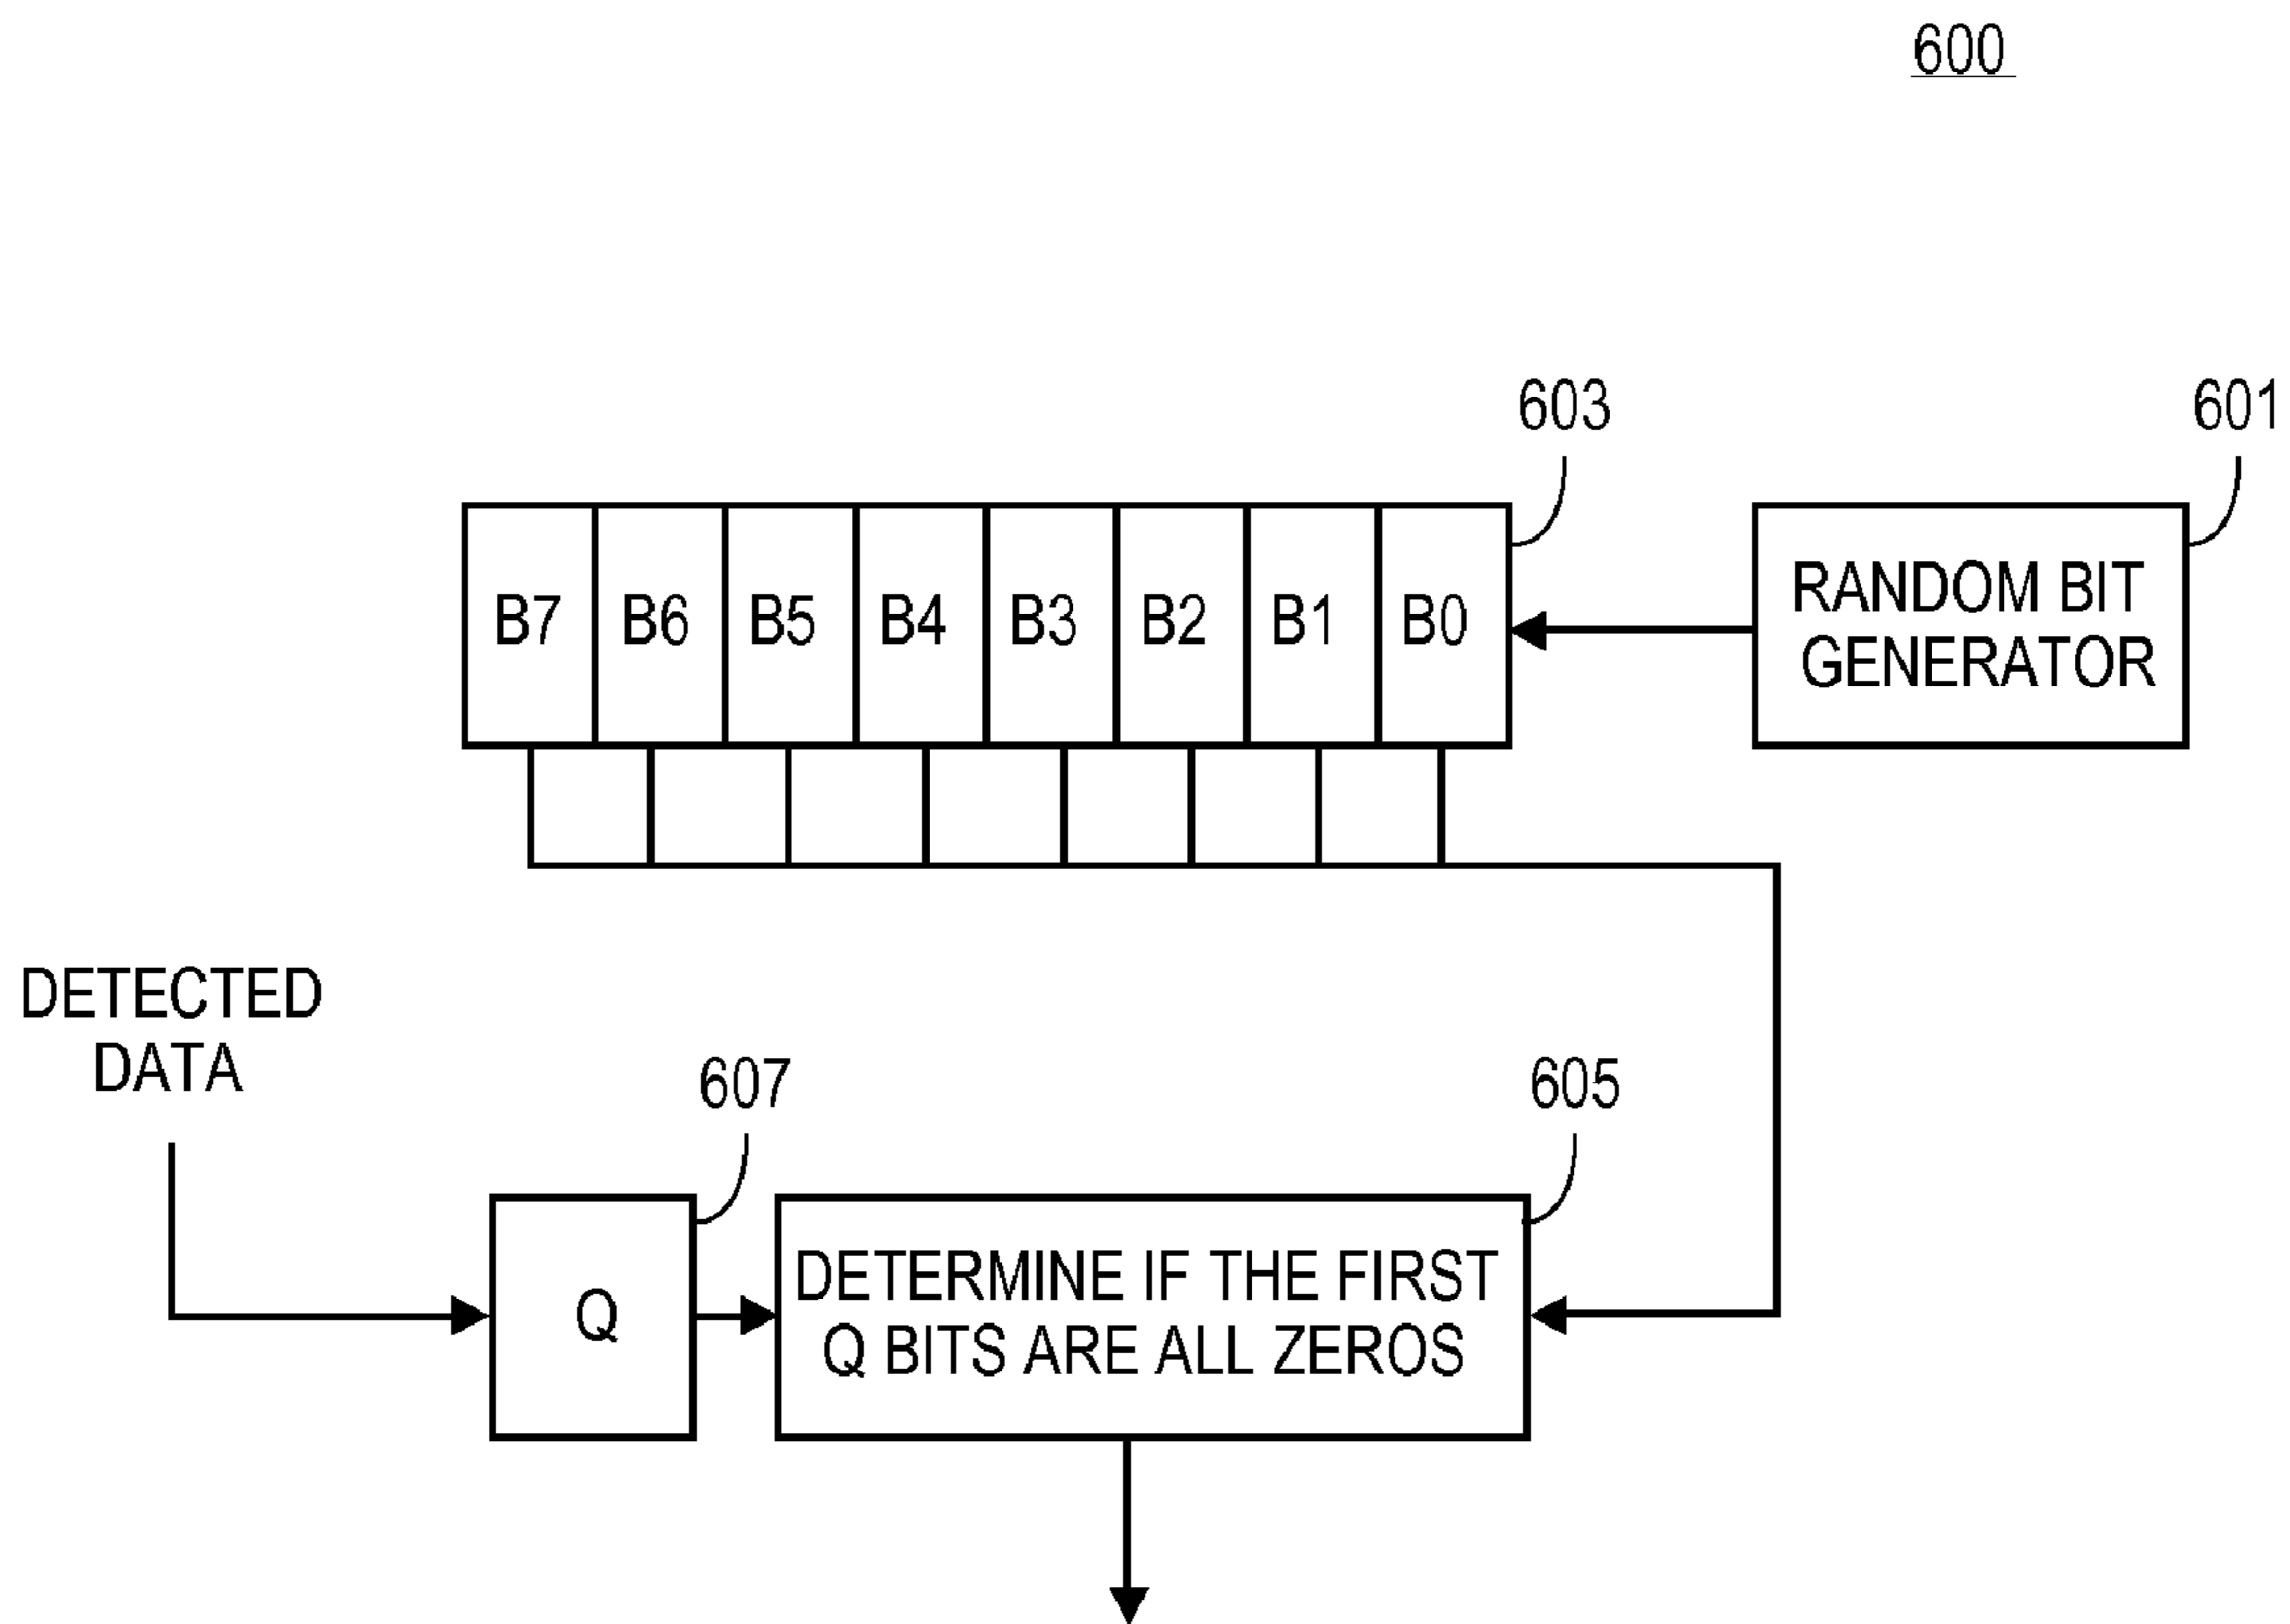 600
603
601
B7 B6 B5 B4 B3 B2 B1 B0
RANDOM BIT
GENERATOR
DETECTED
DATA
607
605
Q
DETERMINE IF THE FIRST
Q BITS ARE ALL ZEROS